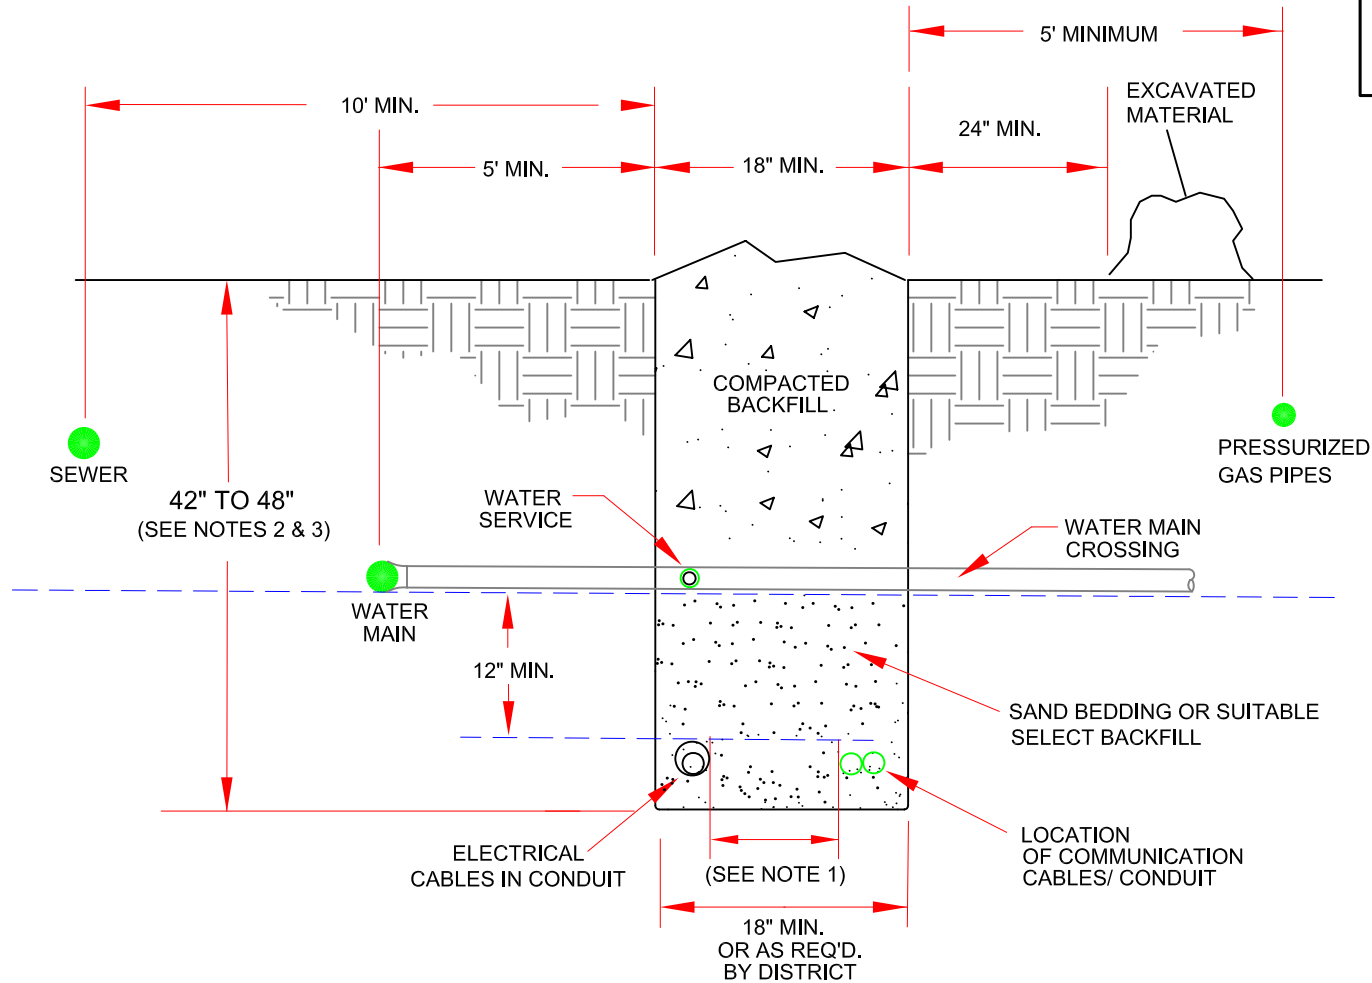 5' MINIMUM
10' MIN.
EXCAVATED
MATERIAL
24" MIN.
5' MIN.
18" MIN.
COMPACTED
BACKFILL
SEWER
PRESSURIZED
GAS PIPES
42" TO 48"
(SEE NOTES 2 & 3)
WATER
SERVICE
WATER MAIN
CROSSING
WATER
MAIN
12" MIN.
SAND BEDDING OR SUITABLE
SELECT BACKFILL
ELECTRICAL
CABLES IN CONDUIT
(SEE NOTE 1)
LOCATION
OF COMMUNICATION
CABLES/ CONDUIT
18" MIN.
OR AS REQ'D.
BY DISTRICT